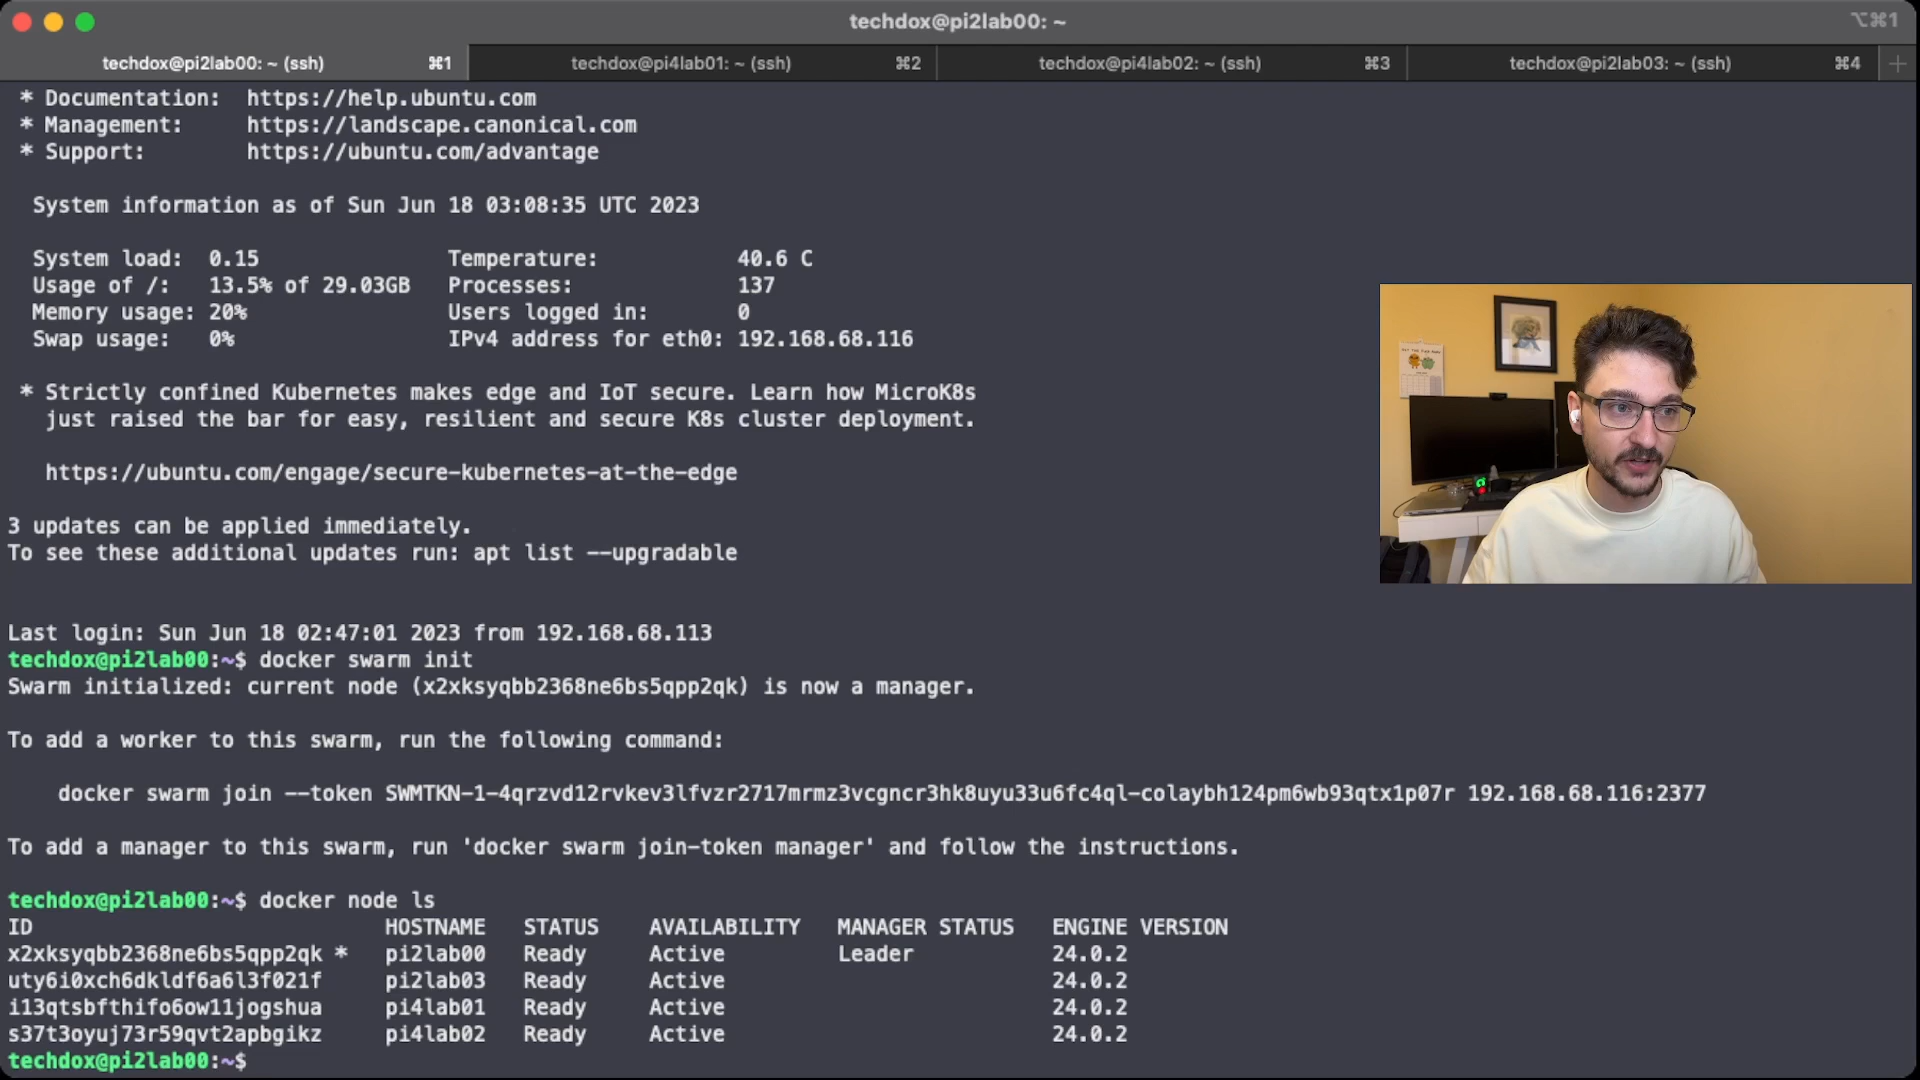 techdox@pi2lab00: ~
⌥⌘1
techdox@pi2lab00: ~ (ssh) ⌘1 techdox@pi4lab01: ~ (ssh) ⌘2 techdox@pi4lab02: ~ (ssh) ⌘3 techdox@pi2lab03: ~ (ssh) ⌘4 +
* Documentation: https://help.ubuntu.com
* Management: https://landscape.canonical.com
* Support: https://ubuntu.com/advantage
System information as of Sun Jun 18 03:08:35 UTC 2023
System load: 0.15 Temperature: 40.6 C
Usage of /: 13.5% of 29.03GB Processes: 137
Memory usage: 20% Users logged in: 0
Swap usage: 0% IPv4 address for eth0: 192.168.68.116
* Strictly confined Kubernetes makes edge and IoT secure. Learn how MicroK8s
just raised the bar for easy, resilient and secure K8s cluster deployment.
https://ubuntu.com/engage/secure-kubernetes-at-the-edge
3 updates can be applied immediately.
To see these additional updates run: apt list --upgradable
Last login: Sun Jun 18 02:47:01 2023 from 192.168.68.113
techdox@pi2lab00:~$ docker swarm init
Swarm initialized: current node (x2xksyqbb2368ne6bs5qpp2qk) is now a manager.
To add a worker to this swarm, run the following command:
docker swarm join --token SWMTKN-1-4qrzvd12rvkev3lfvzr2717mrmz3vcgncr3hk8uyu33u6fc4ql-colaybh124pm6wb93qtx1p07r 192.168.68.116:2377
To add a manager to this swarm, run 'docker swarm join-token manager' and follow the instructions.
techdox@pi2lab00:~$ docker node ls
ID HOSTNAME STATUS AVAILABILITY MANAGER STATUS ENGINE VERSION
x2xksyqbb2368ne6bs5qpp2qk * pi2lab00 Ready Active Leader 24.0.2
uty6i0xch6dkldf6a6l3f021f pi2lab03 Ready Active 24.0.2
i13qtsbfthifo6ow11jogshua pi4lab01 Ready Active 24.0.2
s37t3oyuj73r59qvt2apbgikz pi4lab02 Ready Active 24.0.2
techdox@pi2lab00:~$